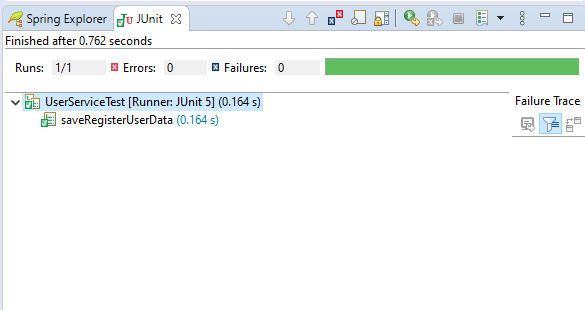 Spring Explorer JUnit
Finished after 0.762 seconds
Runs: 1/1 Errors: 0 Failures: 0
UserServiceTest [Runner: JUnit 5] (0.164 s)
Failure Trace
saveRegisterUserData (0.164 s)